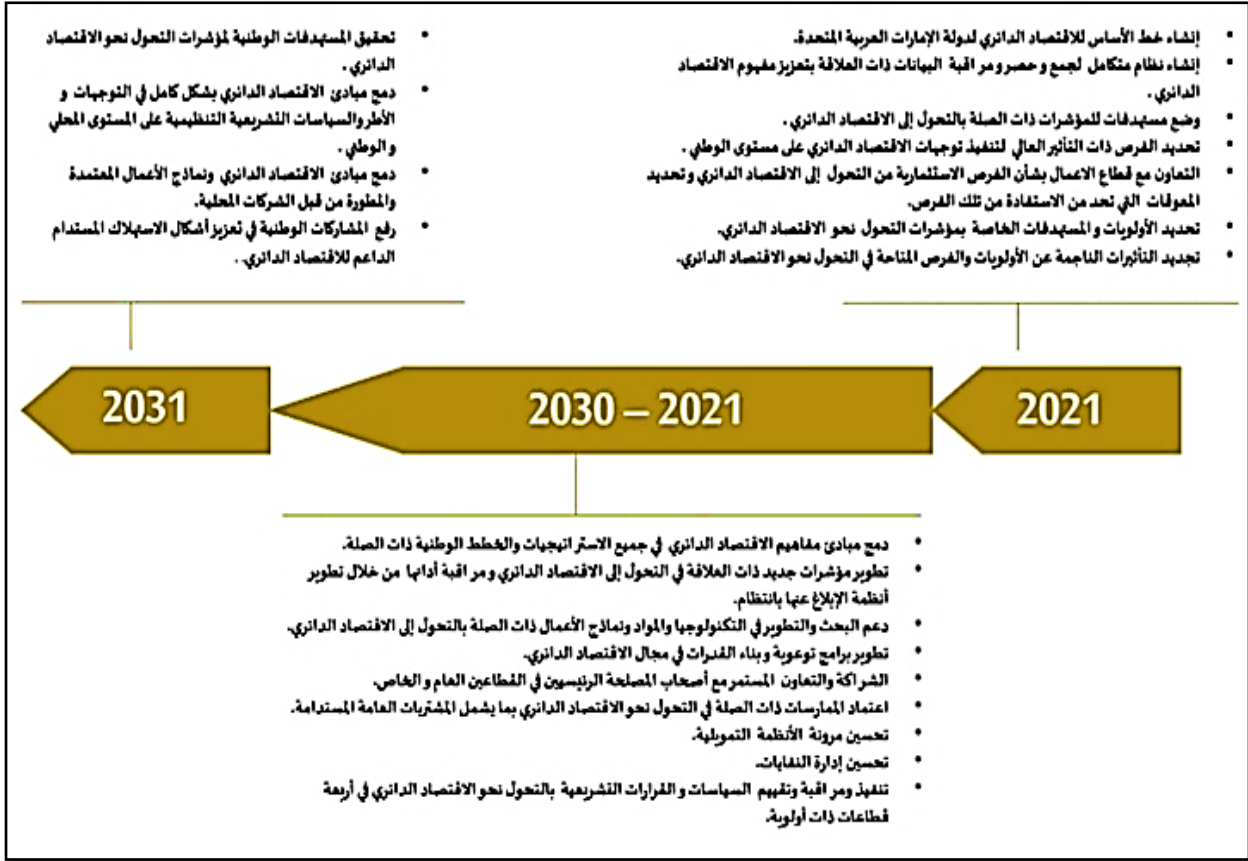 إنشاء خط الأساس للاقتصاد الدائري لدولة الإمارات العربية المتحدة.
إنشاء نظام متكامل لجمع و حصر ومراقبة البيانات ذات العلاقة بتعزيز مفهوم الاقتصاد
الدائري .
وضع مستهدفات للمؤشرات ذات الصلة بالتحول إلى الاقتصاد الدائري .
تحديد الفرص ذات التأثير العالي لتنفيذ توجهات الاقتصاد الدائري على مستوى الوطني .
التعاون مع قطاع الاعمال بشأن الفرص الاستثمارية من التحول إلى الاقتصاد الدائري وتحديد
المعوقات التي تحد من الاستفادة من تلك الفرص.
تحديد الأولويات و المستهدفات الخاصة بمؤشرات التحول نحو الاقتصاد الدائري.
تجديد التأثيرات الناجمة عن الأولويات والفرص المتاحة في التحول نحو الاقتصاد الدائري.
تحقيق المستهدفات الوطنية لمؤشرات التحول نحو الاقتصاد
الدائري .
دمج مبادئ الاقتصاد الدائري بشكل كامل في التوجهات و
الأطر والسياسات التشريعية التنظيمية على المستوى المحلي
و الوطني .
دمج مبادئ الاقتصاد الدائري ونماذج الأعمال المعتمدة
والمطورة من قبل الشركات المحلية.
رفع المشاركات الوطنية في تعزيز أشكال الاستهلاك المستدام
الداعم للاقتصاد الدائري. .
2021
2030 – 2021
2031
دمج مبادئ مفاهيم الاقتصاد الدائري في جميع الاستراتيجيات والخطط الوطنية ذات الصلة.
تطوير مؤشرات جديد ذات العلاقة في التحول إلى الاقتصاد الدائري و مراقبة أدائها من خلال تطوير
أنظمة الإبلاغ عنها بانتظام.
دعم البحث والتطوير في التكنولوجيا والمواد ونماذج الأعمال ذات الصلة بالتحول إلى الاقتصاد الدائري.
تطوير برامج توعوية و بناء القدرات في مجال الاقتصاد الدائري.
الشراكة والتعاون المستمر مع أصحاب المصلحة الرئيسيين في القطاعين العام و الخاص.
اعتماد الممارسات ذات الصلة في التحول نحو الاقتصاد الدائري بما يشمل المشتريات العامة المستدامة.
تحسين مرونة الأنظمة التمويلية.
تحسين إدارة النفايات.
تنفيذ ومراقبة وتقييم السياسات و القرارات التشريعية بالتحول نحو الاقتصاد الدائري في أربعة
قطاعات ذات أولوية.